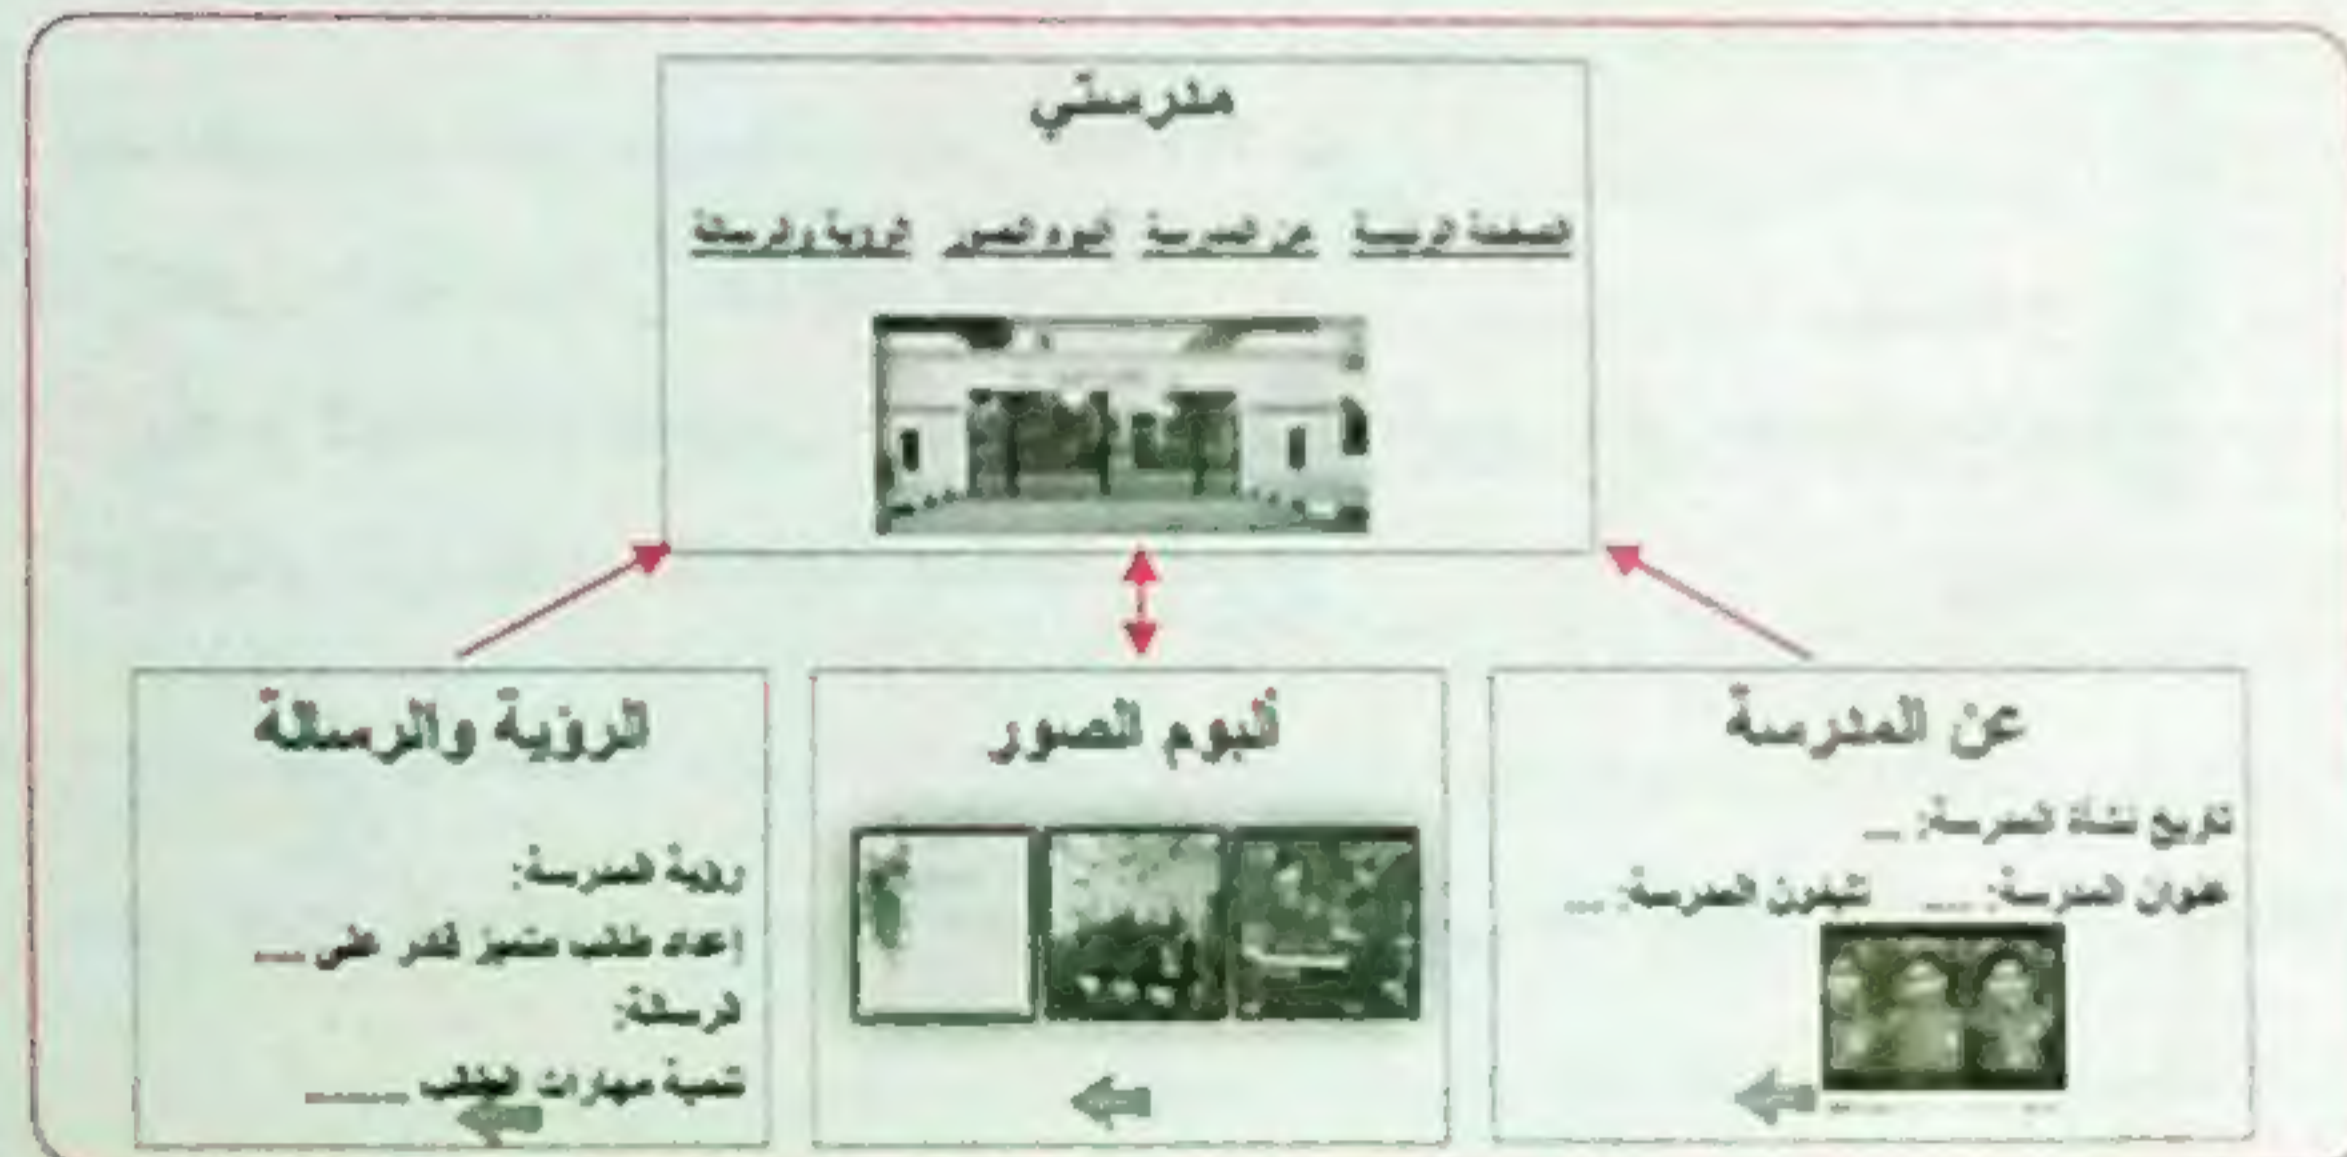 مدرستي
الصفحة الرئيسية عن المدرسة ألبوم الصور الرؤية والرسالة
عن المدرسة
تاريخ نشأة المدرسة: ...
عنوان المدرسة: .... تليفون المدرسة: ...
ألبوم الصور
الرؤية والرسالة
رؤية المدرسة:
إعداد طالب متميز قادر على ....
الرسالة:
تنمية مهارات الطالب ........